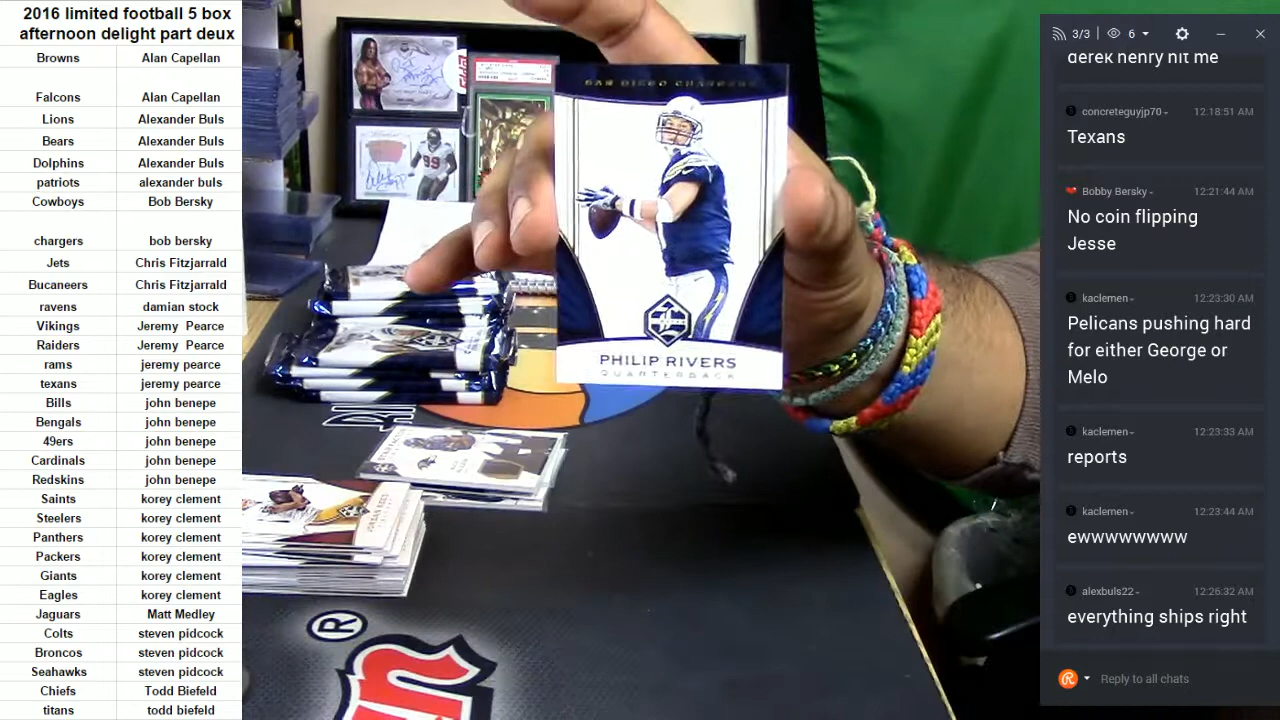 2016 limited football 5 box
afternoon delight part deux
Browns Alan Capellan
Falcons Alan Capellan
Lions Alexander Buls
Bears Alexander Buls
Dolphins Alexander Buls
patriots alexander buls
Cowboys Bob Bersky
chargers bob bersky
Jets Chris Fitzjarrald
Bucaneers Chris Fitzjarrald
ravens damian stock
Vikings Jeremy Pearce
Raiders Jeremy Pearce
rams jeremy pearce
texans jeremy pearce
Bills john benepe
Bengals john benepe
49ers john benepe
Cardinals john benepe
Redskins john benepe
Saints korey clement
Steelers korey clement
Panthers korey clement
Packers korey clement
Giants korey clement
Eagles korey clement
Jaguars Matt Medley
Colts steven pidcock
Broncos steven pidcock
Seahawks steven pidcock
Chiefs Todd Biefeld
titans todd biefeld
SAN DIEGO CHARGERS
PHILIP RIVERS
QUARTERBACK
99
®
3/3 6
derek henry hit me
concreteguyjp70 12:18:51 AM
Texans
Bobby Bersky 12:21:44 AM
No coin flipping
Jesse
kaclemen 12:23:30 AM
Pelicans pushing hard
for either George or
Melo
kaclemen 12:23:33 AM
reports
kaclemen 12:23:44 AM
ewwwwwwww
alexbuls22 12:26:32 AM
everything ships right
Reply to all chats